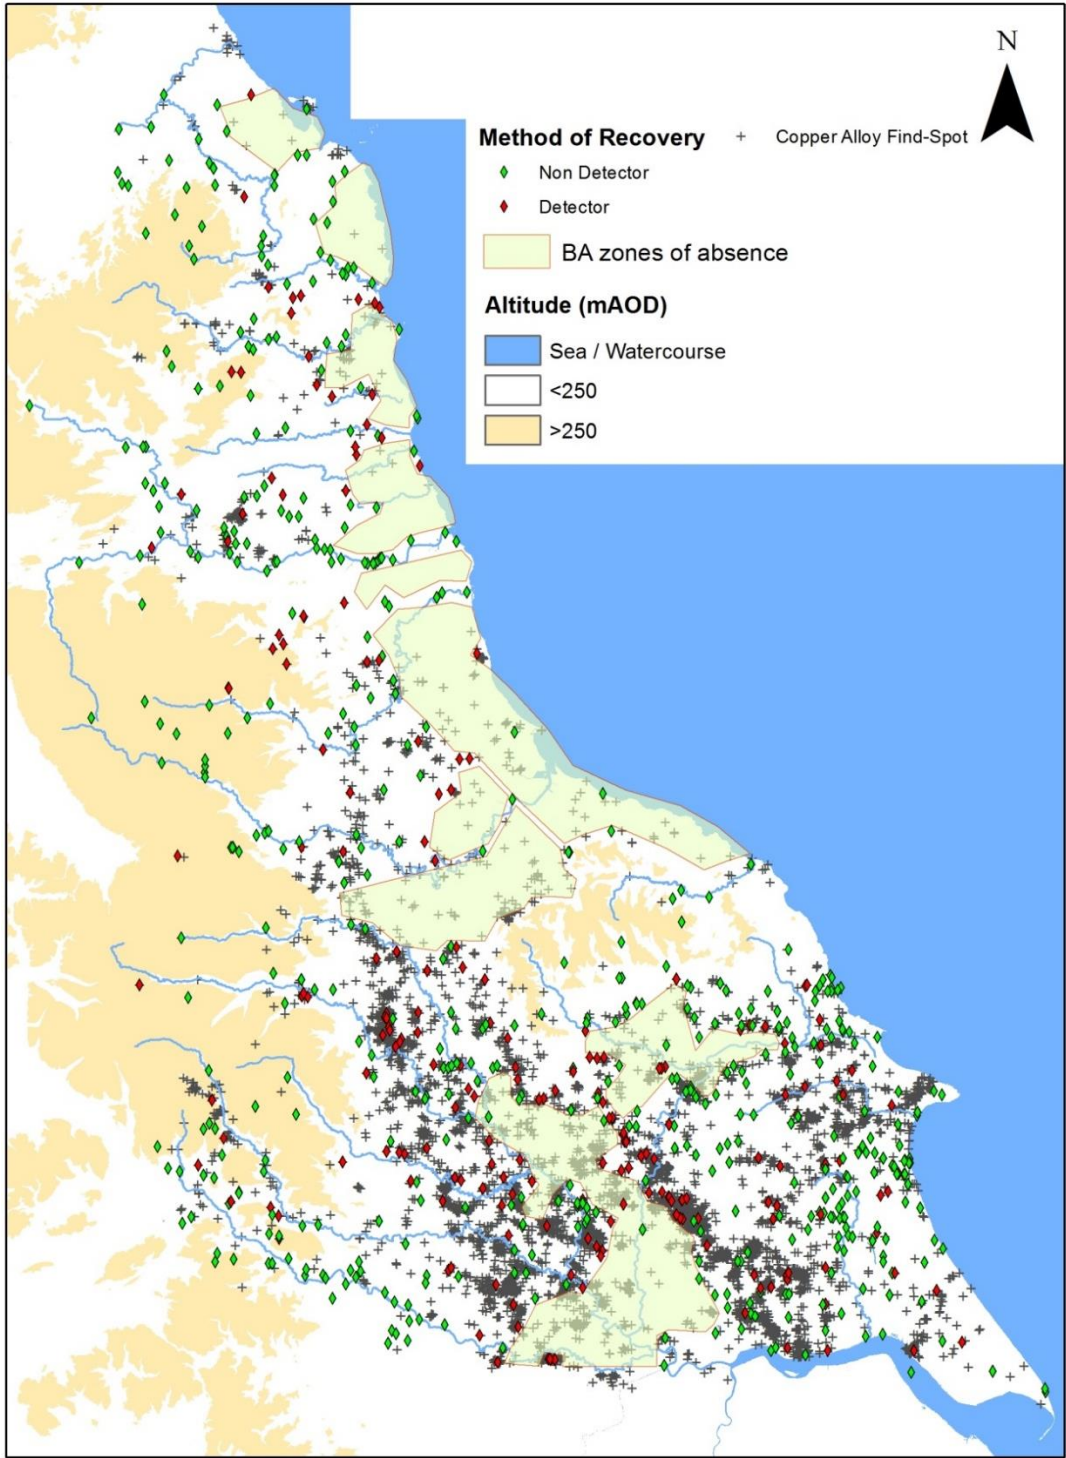 N
Method of Recovery
Copper Alloy Find-Spot
Non Detector
Detector
BA zones of absence
Altitude (mAOD)
Sea / Watercourse
<250
>250